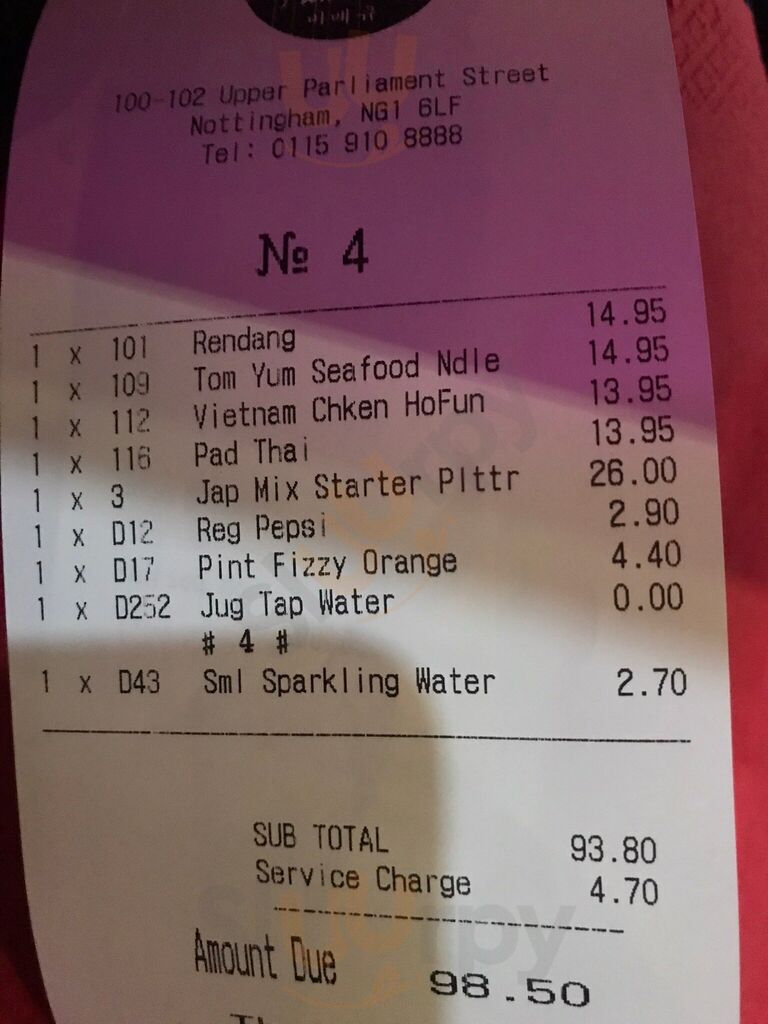 100-102 Upper Parliament Street
Nottingham, NG1 6LF
Tel: 0115 910 8888
№ 4
1 x 101 Rendang 14.95
1 x 109 Tom Yum Seafood Ndle 14.95
1 x 112 Vietnam Chken HoFun 13.95
1 x 116 Pad Thai 13.95
1 x 3 Jap Mix Starter Plttr 26.00
1 x D12 Reg Pepsi 2.90
1 x D17 Pint Fizzy Orange 4.40
1 x D252 Jug Tap Water 0.00
# 4 #
1 x D43 Sml Sparkling Water 2.70
SUB TOTAL 93.80
Service Charge 4.70
Amount Due 98.50